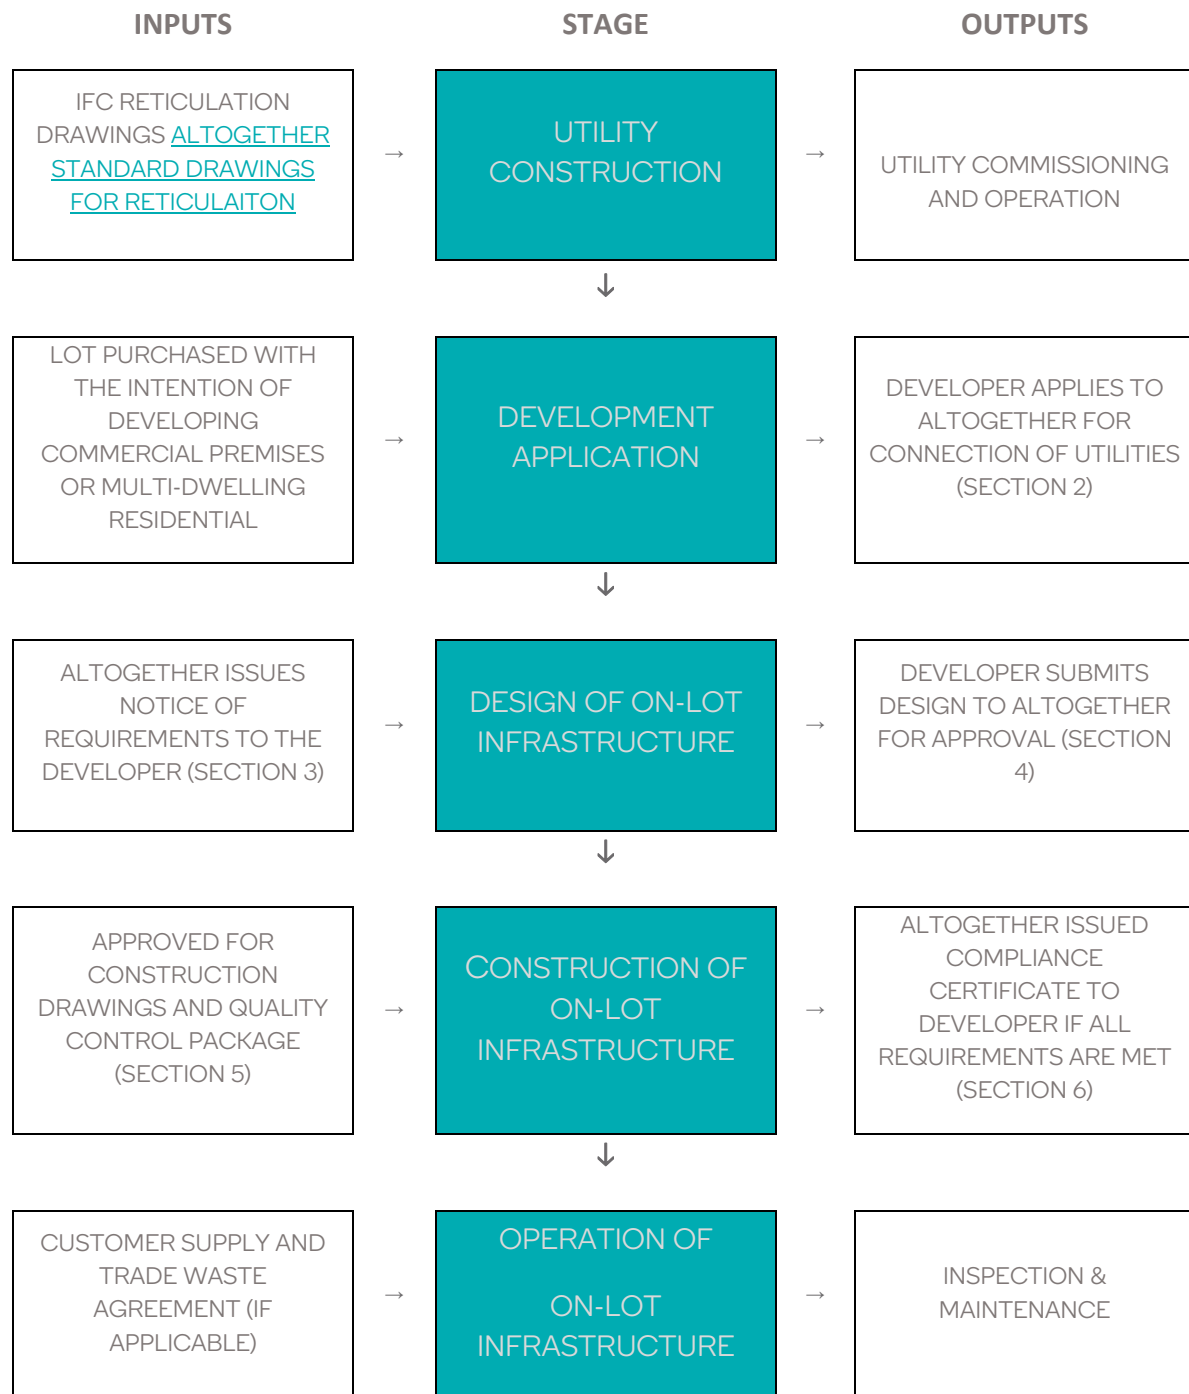 INPUTS
STAGE
OUTPUTS
IFC RETICULATION
DRAWINGS ALTOGETHER
STANDARD DRAWINGS
FOR RETICULAITON
→
UTILITY
CONSTRUCTION
→
UTILITY COMMISSIONING
AND OPERATION
↓
LOT PURCHASED WITH
THE INTENTION OF
DEVELOPING
COMMERCIAL PREMISES
OR MULTI-DWELLING
RESIDENTIAL
→
DEVELOPMENT
APPLICATION
→
DEVELOPER APPLIES TO
ALTOGETHER FOR
CONNECTION OF UTILITIES
(SECTION 2)
↓
ALTOGETHER ISSUES
NOTICE OF
REQUIREMENTS TO THE
DEVELOPER (SECTION 3)
→
DESIGN OF ON-LOT
INFRASTRUCTURE
→
DEVELOPER SUBMITS
DESIGN TO ALTOGETHER
FOR APPROVAL (SECTION
4)
↓
APPROVED FOR
CONSTRUCTION
DRAWINGS AND QUALITY
CONTROL PACKAGE
(SECTION 5)
→
CONSTRUCTION OF
ON-LOT
INFRASTRUCTURE
→
ALTOGETHER ISSUED
COMPLIANCE
CERTIFICATE TO
DEVELOPER IF ALL
REQUIREMENTS ARE MET
(SECTION 6)
↓
CUSTOMER SUPPLY AND
TRADE WASTE
AGREEMENT (IF
APPLICABLE)
→
OPERATION OF
ON-LOT
INFRASTRUCTURE
→
INSPECTION &
MAINTENANCE